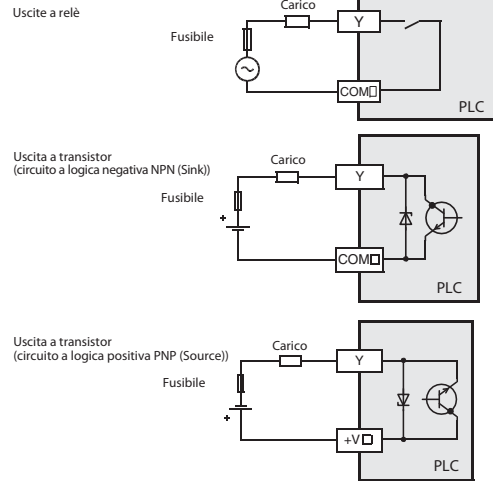 Uscite a relè
Carico
Fusibile
Y
COM□
PLC
Uscita a transistor
(circuito a logica negativa NPN (Sink))
Carico
Fusibile
Y
+
COM□
PLC
Uscita a transistor
(circuito a logica positiva PNP (Source))
Carico
Fusibile
Y
+
+V□
PLC